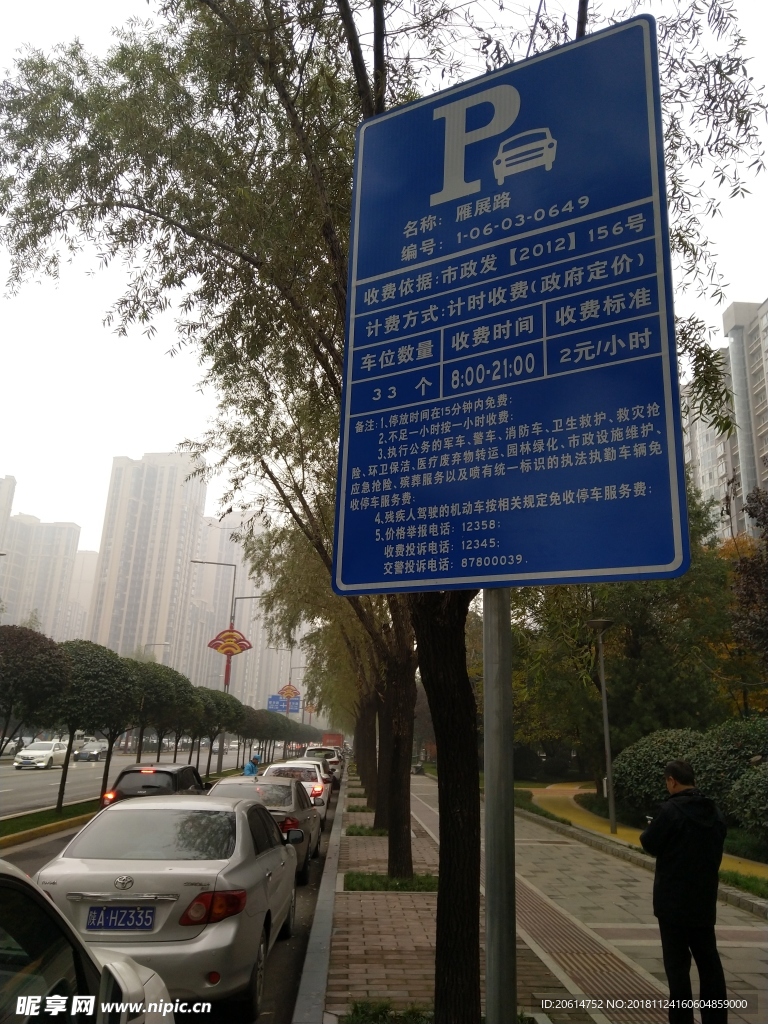 P
名称：雁展路
编号：1-06-03-0649
收费依据：市政发【2012】156号
计费方式：计时收费（政府定价）
车位数量 收费时间 收费标准
33 个 8:00-21:00 2元/小时
备注：1、停放时间在15分钟内免费；
2、不足一小时按一小时收费；
3、执行公务的军车、警车、消防车、卫生救护、救灾抢
险、环卫保洁、医疗废弃物转运、园林绿化、市政设施维护、
应急抢险、殡葬服务以及喷有统一标识的执法执勤车辆免
收停车服务费；
4、残疾人驾驶的机动车按相关规定免收停车服务费；
5、价格举报电话：12358；
收费投诉电话：12345；
交警投诉电话：87800039.
陕A·HZ335
昵享网 www.nipic.cn
ID:20614752 NO:20181124160604859000